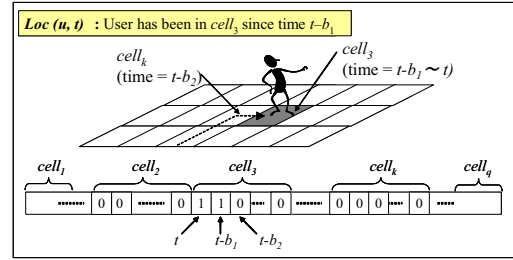 Loc (u, t) : User has been in cell₃ since time t–b₁
cellₖ
(time = t-b₂)
cell₃
(time = t-b₁ ~ t)
cell₁ cell₂ cell₃ cellₖ cell_q
........ 0 0 ........ 0 1 1 0 ..... 0 ........ 0 0 0 ..... 0 .....
t t-b₁ t-b₂